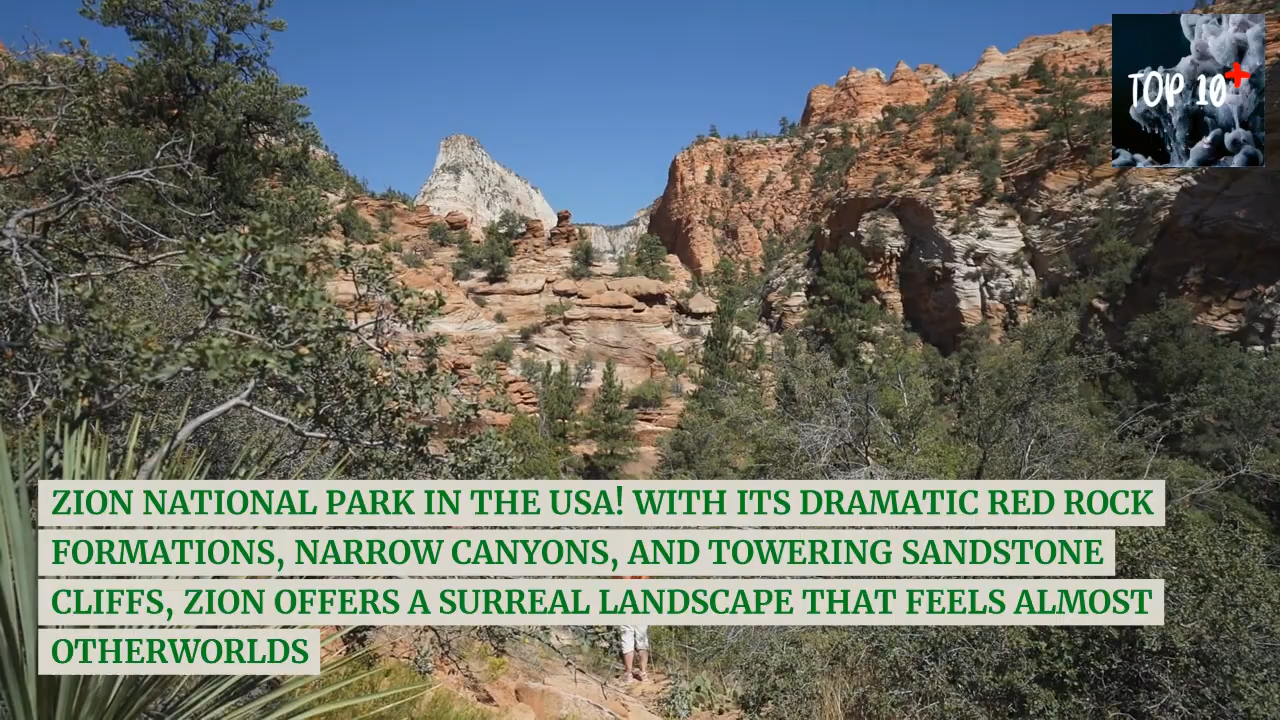 TOP 10+
ZION NATIONAL PARK IN THE USA! WITH ITS DRAMATIC RED ROCK
FORMATIONS, NARROW CANYONS, AND TOWERING SANDSTONE
CLIFFS, ZION OFFERS A SURREAL LANDSCAPE THAT FEELS ALMOST
OTHERWORLDS